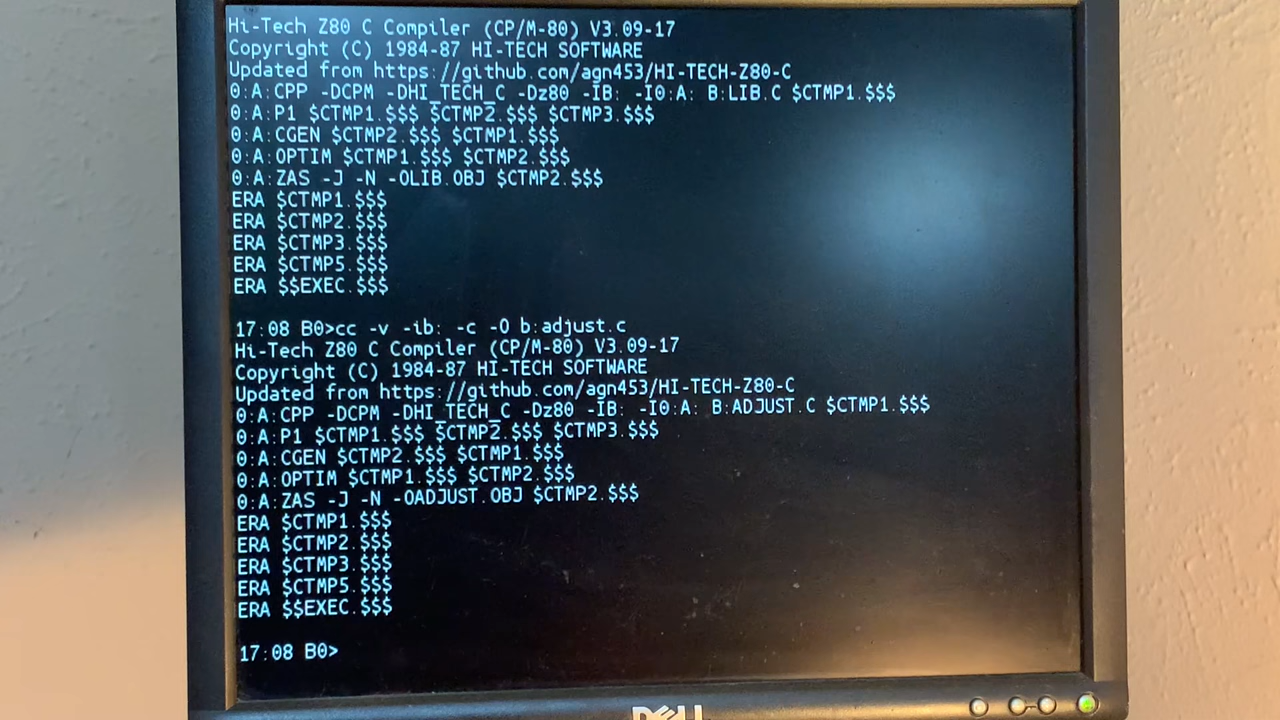 Hi-Tech Z80 C Compiler (CP/M-80) V3.09-17
Copyright (C) 1984-87 HI-TECH SOFTWARE
Updated from https://github.com/agn453/HI-TECH-Z80-C
0:A:CPP -DCPM -DHI_TECH_C -Dz80 -IB: -I0:A: B:LIB.C $CTMP1.$$$
0:A:P1 $CTMP1.$$$ $CTMP2.$$$ $CTMP3.$$$
0:A:CGEN $CTMP2.$$$ $CTMP1.$$$
0:A:OPTIM $CTMP1.$$$ $CTMP2.$$$
0:A:ZAS -J -N -OLIB.OBJ $CTMP2.$$$
ERA $CTMP1.$$$
ERA $CTMP2.$$$
ERA $CTMP3.$$$
ERA $CTMP5.$$$
ERA $$EXEC.$$$
17:08 B0>cc -v -ib: -c -O b:adjust.c
Hi-Tech Z80 C Compiler (CP/M-80) V3.09-17
Copyright (C) 1984-87 HI-TECH SOFTWARE
Updated from https://github.com/agn453/HI-TECH-Z80-C
0:A:CPP -DCPM -DHI_TECH_C -Dz80 -IB: -I0:A: B:ADJUST.C $CTMP1.$$$
0:A:P1 $CTMP1.$$$ $CTMP2.$$$ $CTMP3.$$$
0:A:CGEN $CTMP2.$$$ $CTMP1.$$$
0:A:OPTIM $CTMP1.$$$ $CTMP2.$$$
0:A:ZAS -J -N -OADJUST.OBJ $CTMP2.$$$
ERA $CTMP1.$$$
ERA $CTMP2.$$$
ERA $CTMP3.$$$
ERA $CTMP5.$$$
ERA $$EXEC.$$$
17:08 B0>
DELL